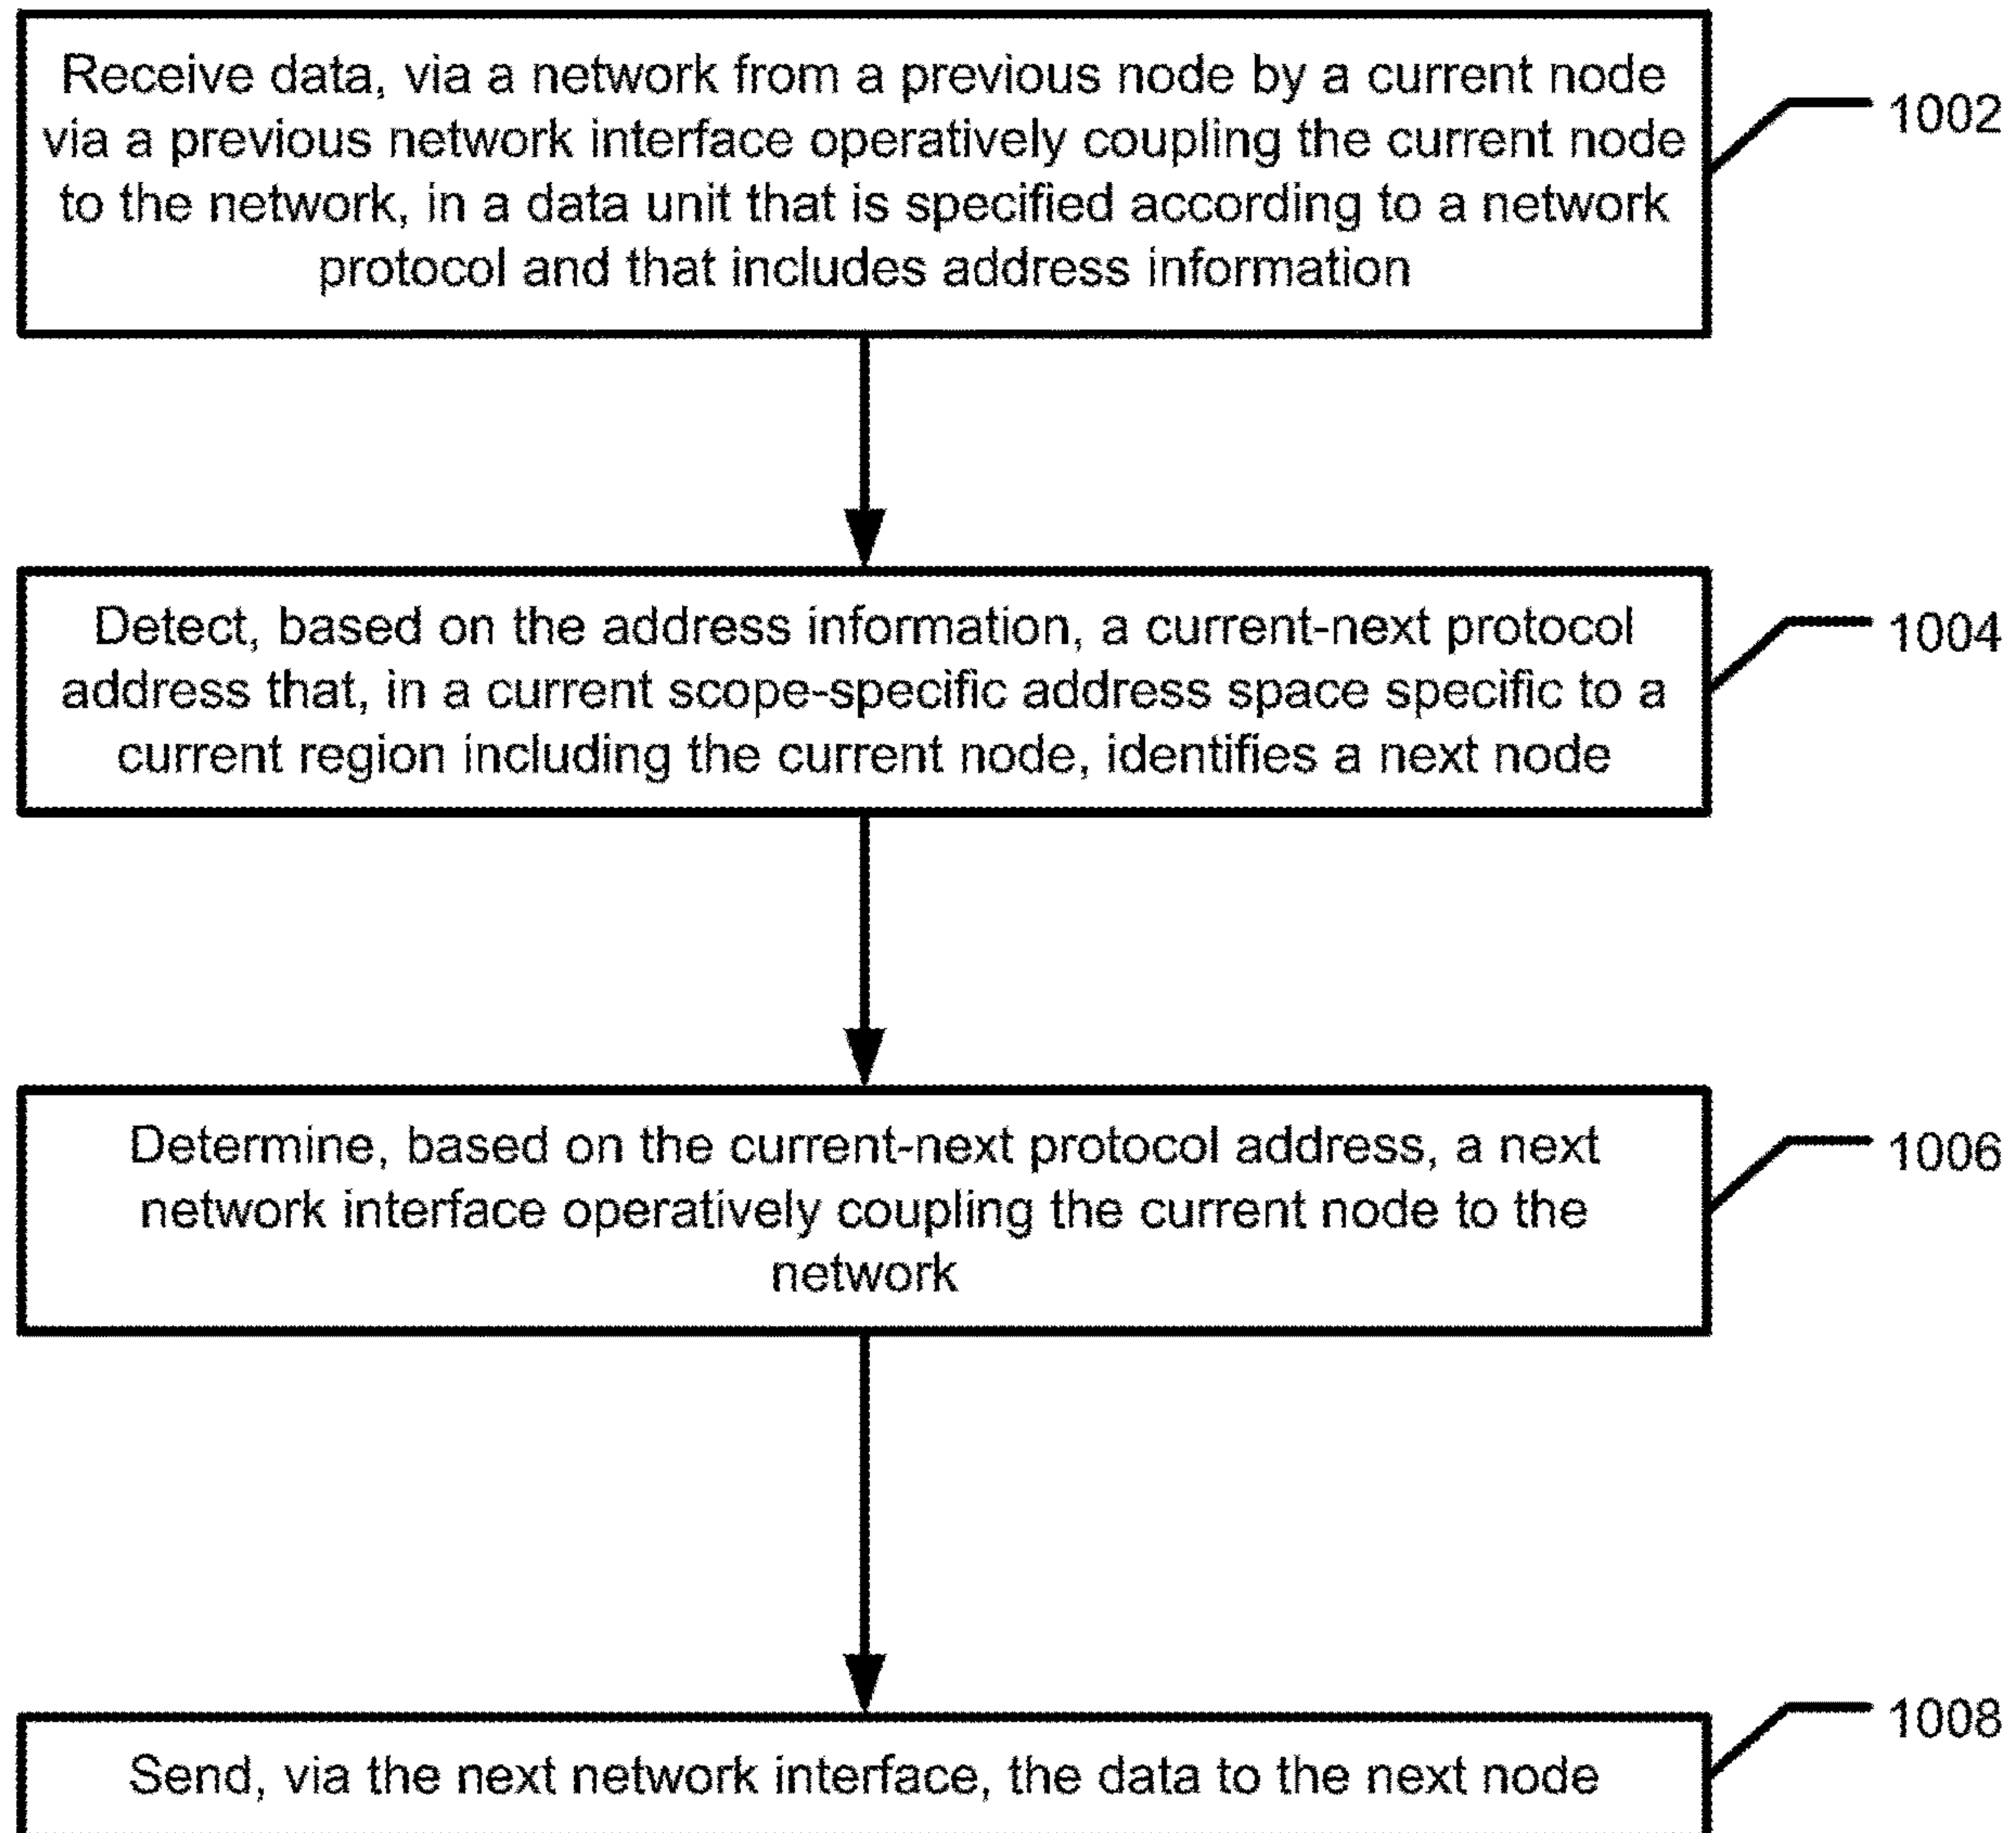 Receive data, via a network from a previous node by a current node
via a previous network interface operatively coupling the current node
to the network, in a data unit that is specified according to a network
protocol and that includes address information
1002
Detect, based on the address information, a current-next protocol
address that, in a current scope-specific address space specific to a
current region including the current node, identifies a next node
1004
Determine, based on the current-next protocol address, a next
network interface operatively coupling the current node to the
network
1006
Send, via the next network interface, the data to the next node
1008